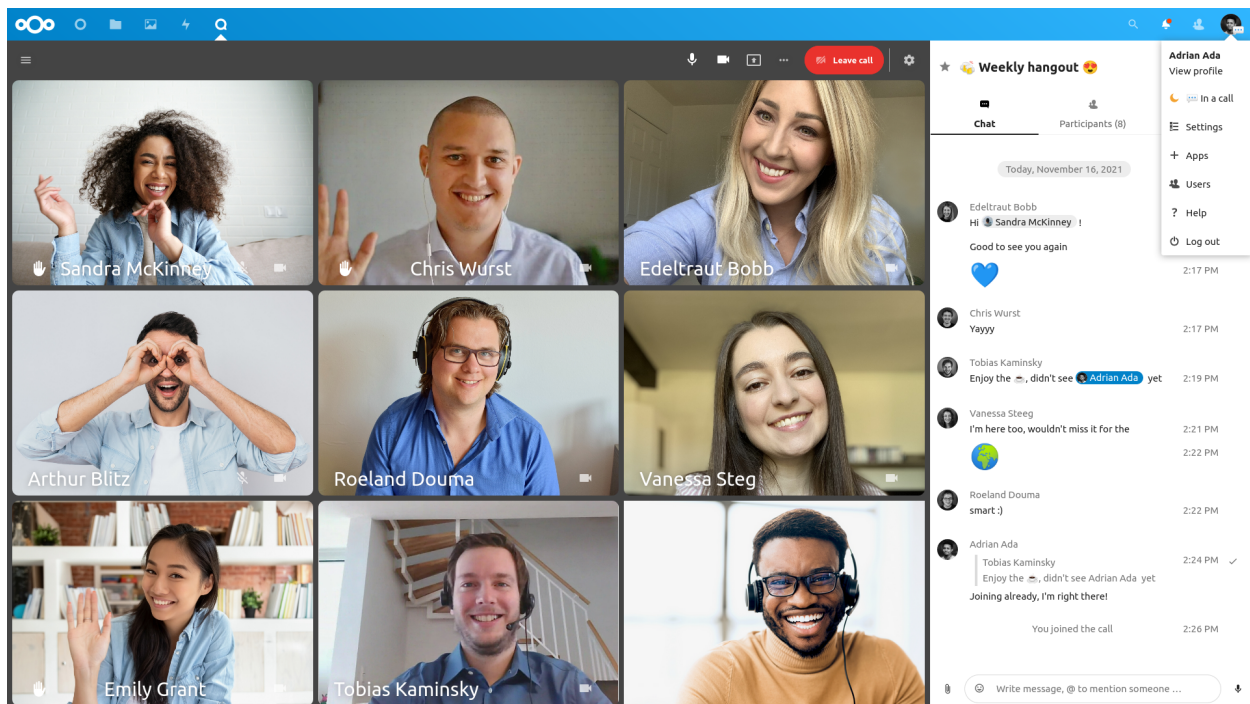 Leave call
Sandra McKinney
Chris Wurst
Edeltraut Bobb
Arthur Blitz
Roeland Douma
Vanessa Steg
Emily Grant
Tobias Kaminsky
⭐ 👏 Weekly hangout 😍
Chat
Participants (8)
Today, November 16, 2021
Edeltraut Bobb
Hi Sandra McKinney !
Good to see you again
💙 2:17 PM
Chris Wurst
Yayyy 2:17 PM
Tobias Kaminsky
Enjoy the ☕, didn't see Adrian Ada yet 2:19 PM
Vanessa Steeg
I'm here too, wouldn't miss it for the 2:21 PM
🌍 2:22 PM
Roeland Douma
smart :) 2:22 PM
Adrian Ada
Tobias Kaminsky 2:24 PM
Enjoy the ☕, didn't see Adrian Ada yet
Joining already, I'm right there!
You joined the call 2:26 PM
Write message, @ to mention someone ...
Adrian Ada
View profile
💬 In a call
Settings
+ Apps
Users
? Help
Log out